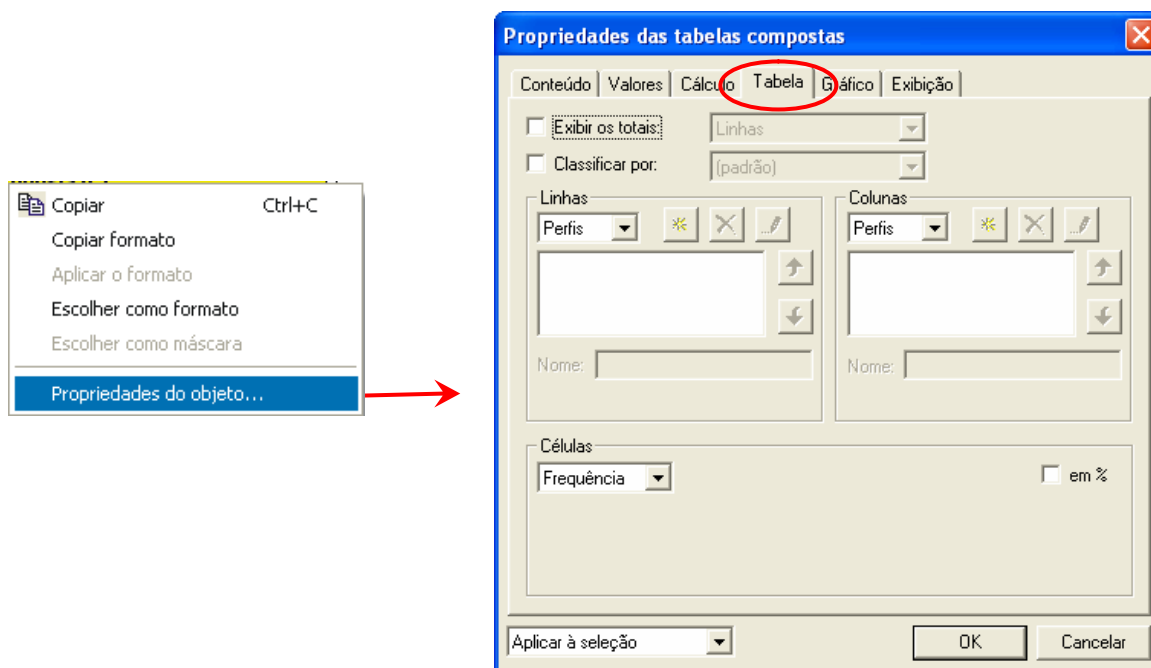 Copiar Ctrl+C
Copiar formato
Aplicar o formato
Escolher como formato
Escolher como máscara
Propriedades do objeto...
Propriedades das tabelas compostas
Conteúdo Valores Cálculo Tabela Gráfico Exibição
Exibir os totais: Linhas
Classificar por: (padrão)
Linhas
Perfis
Nome:
Colunas
Perfis
Nome:
Células
Frequência em %
Aplicar à seleção OK Cancelar